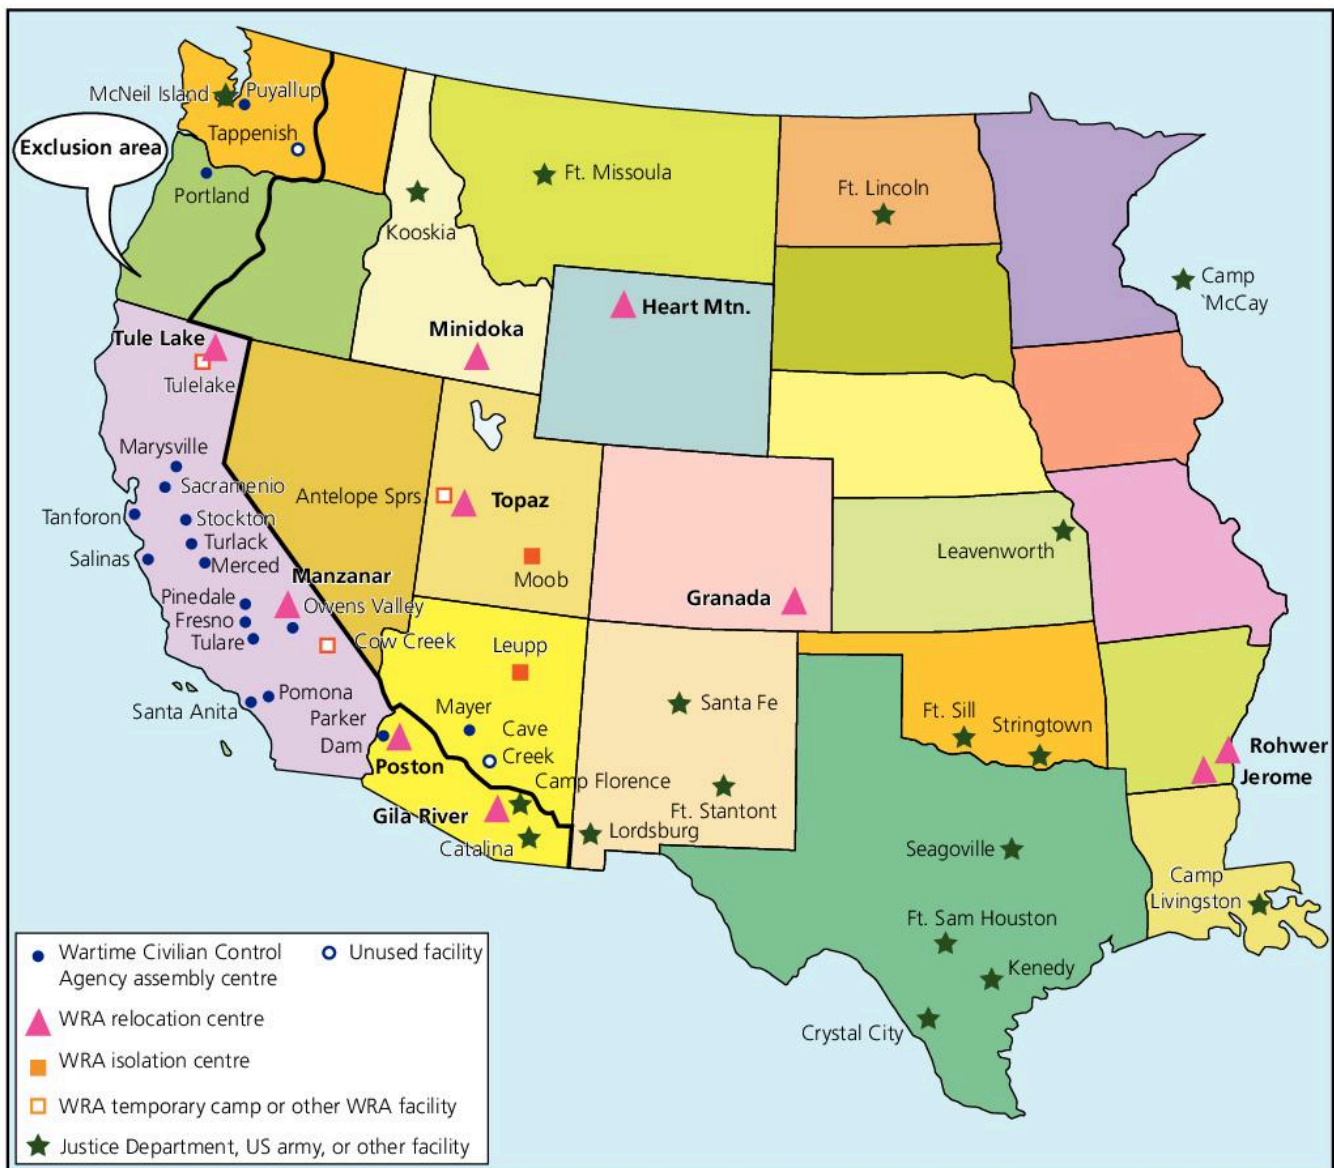 McNeil Island
Puyallup
Tappenish
Exclusion area
Portland
Kooskia
Ft. Missoula
Ft. Lincoln
Camp
`McCay
Heart Mtn.
Minidoka
Tule Lake
Tulelake
Marysville
Sacramenio
Antelope Sprs.
Topaz
Tanforon
Stockton
Turlack
Salinas
Merced
Leavenworth
Moob
Manzanar
Pinedale
Owens Valley
Granada
Fresno
Tulare
Cow Creek
Leupp
Pomona
Santa Anita
Parker
Dam
Mayer
Cave
Creek
Santa Fe
Ft. Sill
Stringtown
Poston
Camp Florence
Rohwer
Jerome
Gila River
Ft. Stantont
Catalina
Lordsburg
Seagoville
Camp
Livingston
Ft. Sam Houston
Kenedy
Crystal City
Wartime Civilian Control
Agency assembly centre
Unused facility
WRA relocation centre
WRA isolation centre
WRA temporary camp or other WRA facility
Justice Department, US army, or other facility